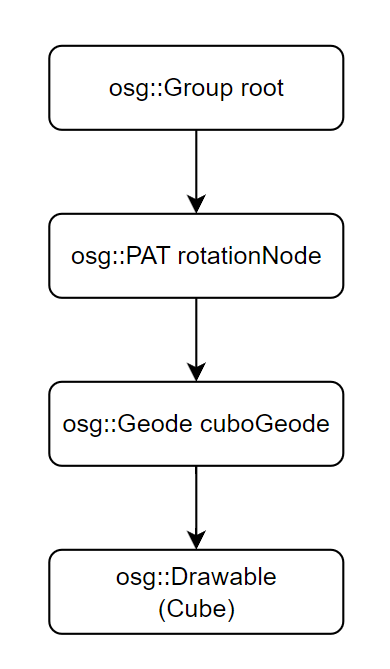 osg::Group root
osg::PAT rotationNode
osg::Geode cuboGeode
osg::Drawable
(Cube)